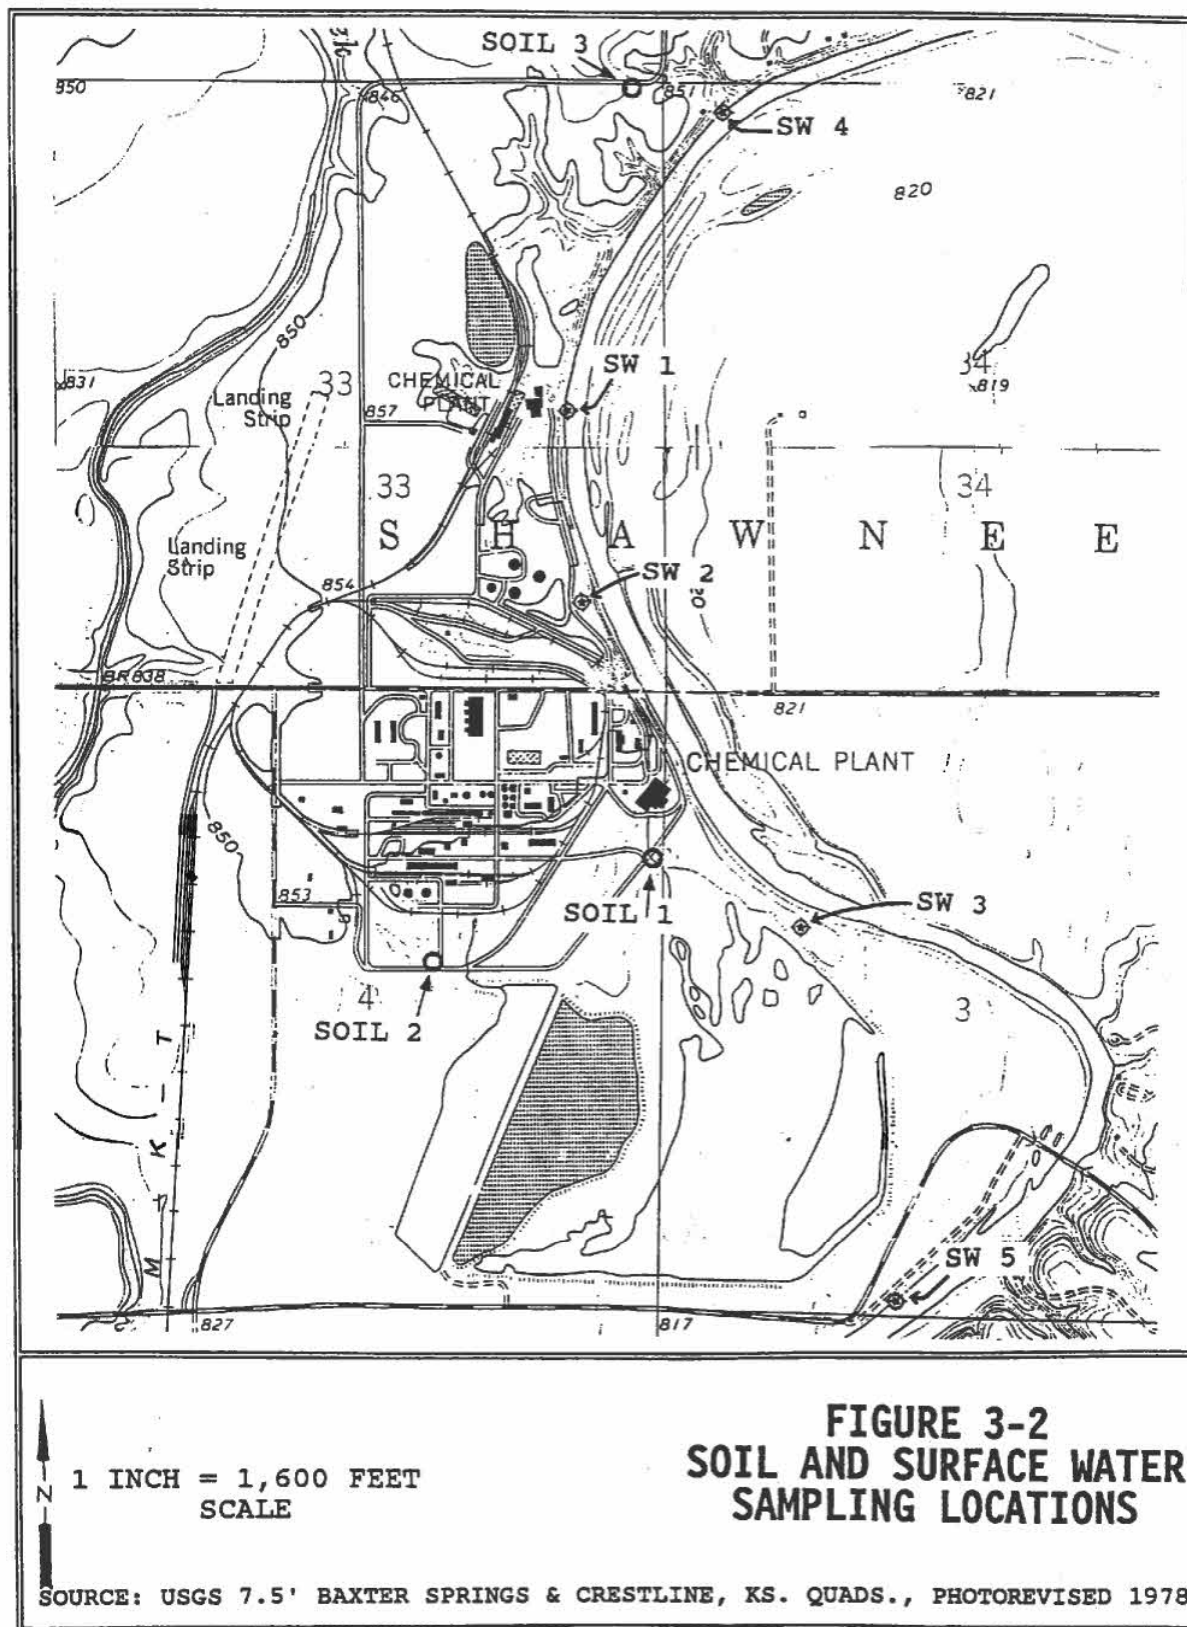 SOIL 3
850
846
851
821
SW 4
820
850
SW 1
831
33
34
819
Landing
Strip
CHEMICAL
PLANT
857
33
34
S H A W N E E
Landing
Strip
SW 2
854
BR 838
821
CHEMICAL PLANT
850
853
SOIL 1
SW 3
4
3
SOIL 2
M - K - T
SW 5
827
817
FIGURE 3-2
SOIL AND SURFACE WATER
SAMPLING LOCATIONS
N
1 INCH = 1,600 FEET
SCALE
SOURCE: USGS 7.5' BAXTER SPRINGS & CRESTLINE, KS. QUADS., PHOTOREVISED 1978